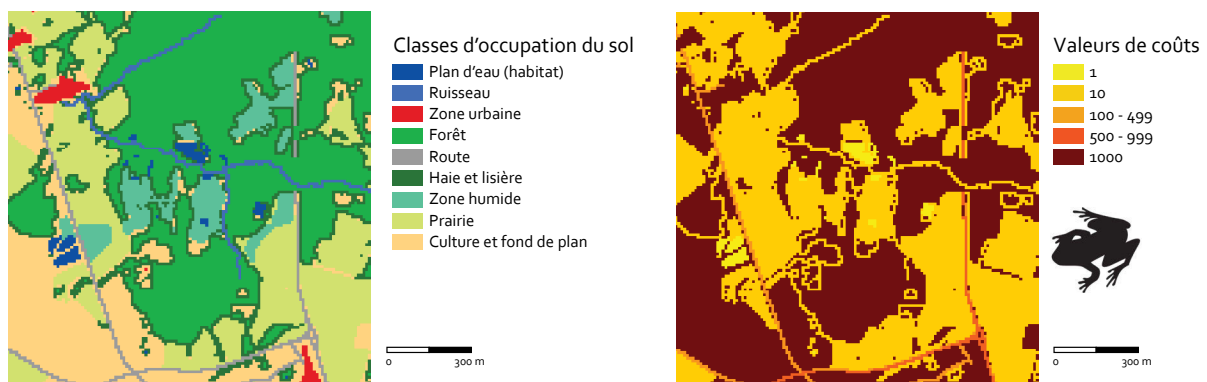 Classes d'occupation du sol
Plan d'eau (habitat)
Ruisseau
Zone urbaine
Forêt
Route
Haie et lisière
Zone humide
Prairie
Culture et fond de plan
0 300 m
Valeurs de coûts
1
10
100 - 499
500 - 999
1000
0 300 m